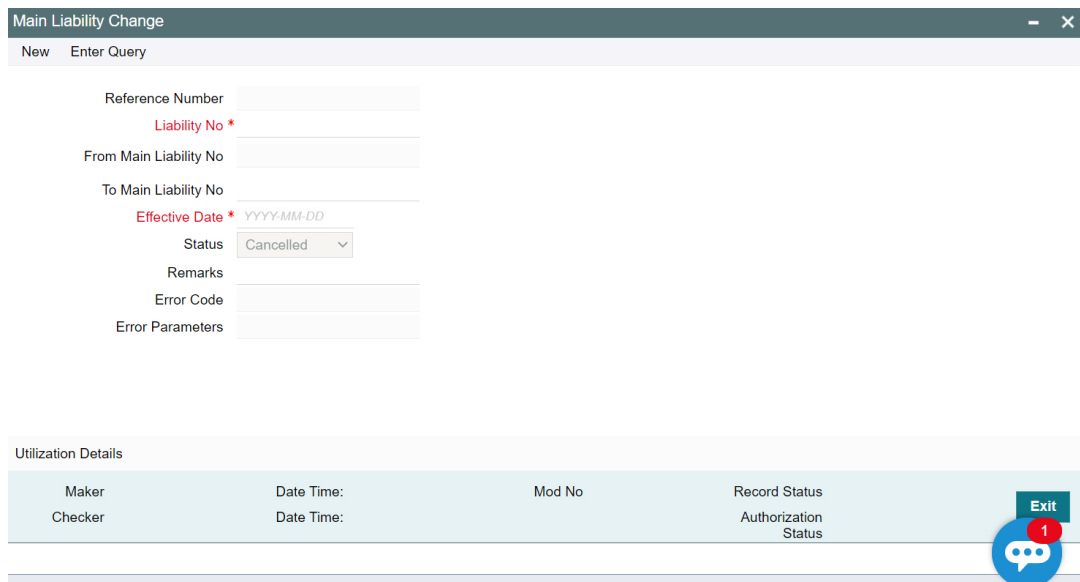 Main Liability Change
New Enter Query
Reference Number
Liability No *
From Main Liability No
To Main Liability No
Effective Date * YYYY-MM-DD
Status Cancelled
Remarks
Error Code
Error Parameters
Utilization Details
Maker Date Time: Mod No Record Status
Checker Date Time: Authorization Status
Exit
1